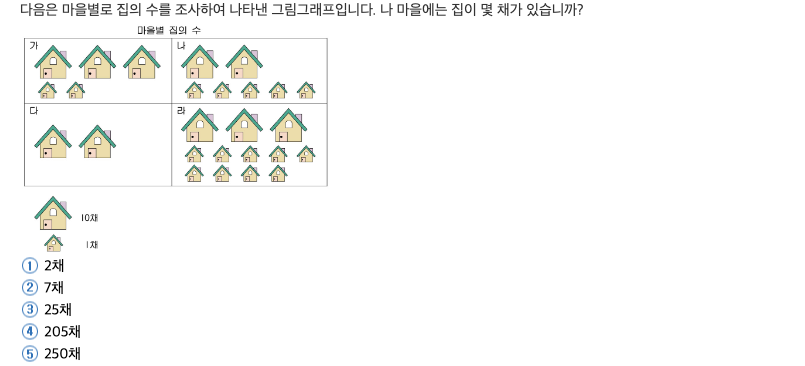 다음은 마을별로 집의 수를 조사하여 나타낸 그림그래프입니다. 나 마을에는 집이 몇 채가 있습니까?
마을별 집의 수
가
나
다
라
10채
1채
① 2채
② 7채
③ 25채
④ 205채
⑤ 250채